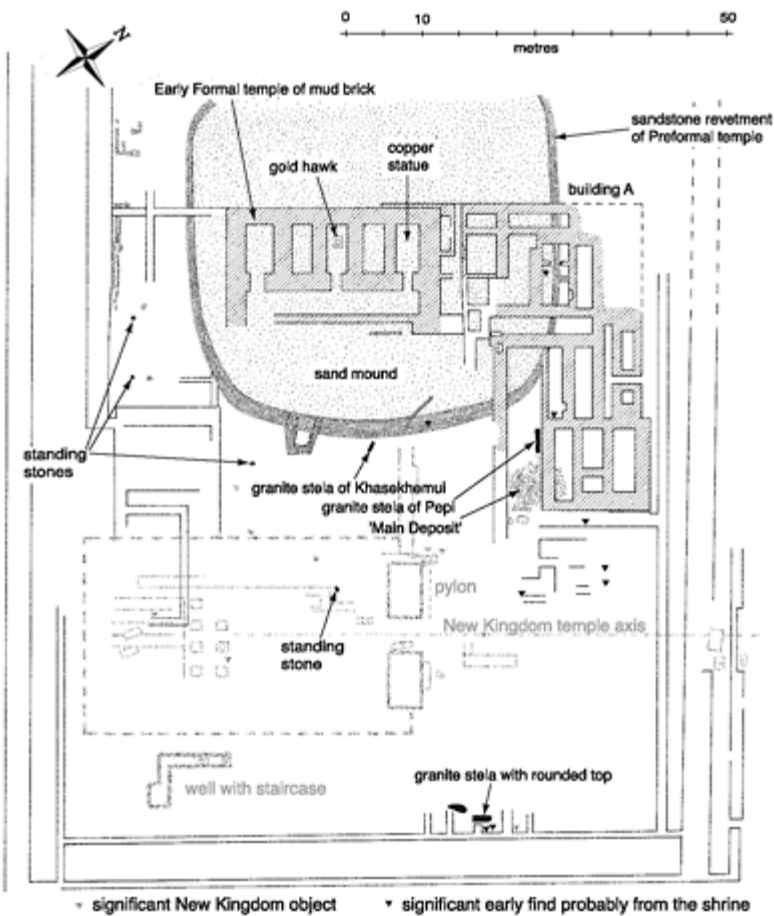 N
0 10 50
metres
Early Formal temple of mud brick
sandstone revetment
of Preformal temple
gold hawk
copper
statue
building A
sand mound
standing
stones
granite stela of Khasekhemui
granite stela of Pepi
'Main Deposit'
pylon
New Kingdom temple axis
standing
stone
well with staircase
granite stela with rounded top
significant New Kingdom object
significant early find probably from the shrine